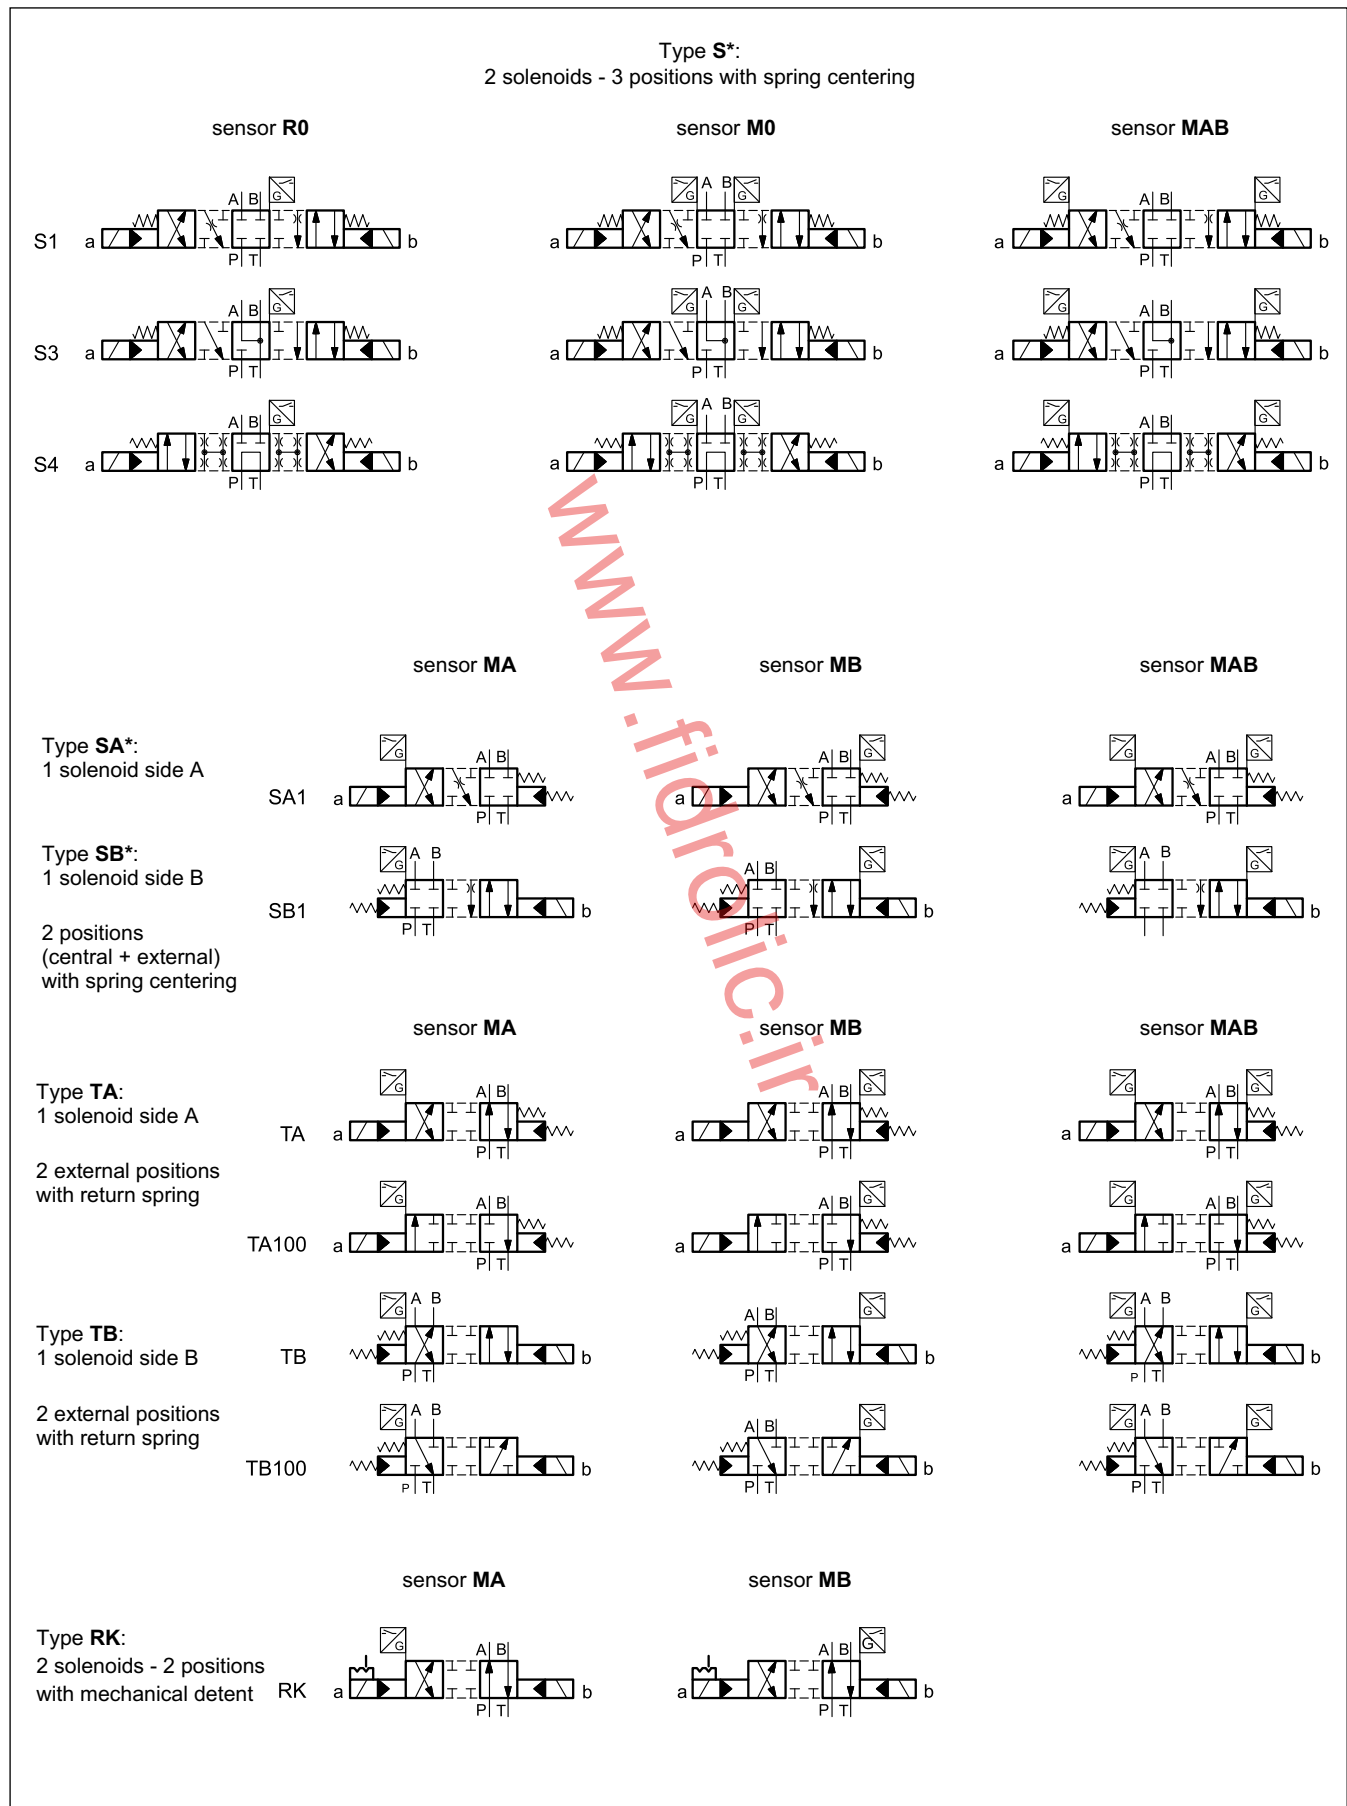 Type S*:
2 solenoids - 3 positions with spring centering
sensor R0 sensor M0 sensor MAB
A B G G A B G G A B G
S1 a b a b a b
P T P T P T
A B G G A B G G A B G
S3 a b a b a b
P T P T P T
A B G G A B G G A B G
S4 a b a b a b
P T P T P T
www.fidrolic.ir
sensor MA sensor MB sensor MAB
Type SA*:
1 solenoid side A
G A B A B G G A B G
SA1 a a a
P T P T P T
Type SB*:
1 solenoid side B
G A B A B G G A B G
SB1 b b b
P T P T
2 positions
(central + external)
with spring centering
sensor MA sensor MB sensor MAB
Type TA:
1 solenoid side A
G A B A B G G A B G
TA a a a
P T P T P T
2 external positions
with return spring
G A B A B G G A B G
TA100 a a a
P T P T P T
Type TB:
1 solenoid side B
G A B A B G G A B G
TB b b b
P T P T P T
2 external positions
with return spring
G A B A B G G A B G
TB100 b b b
P T P T P T
sensor MA sensor MB
Type RK:
2 solenoids - 2 positions
with mechanical detent
G A B A B G
RK a b a b
P T P T